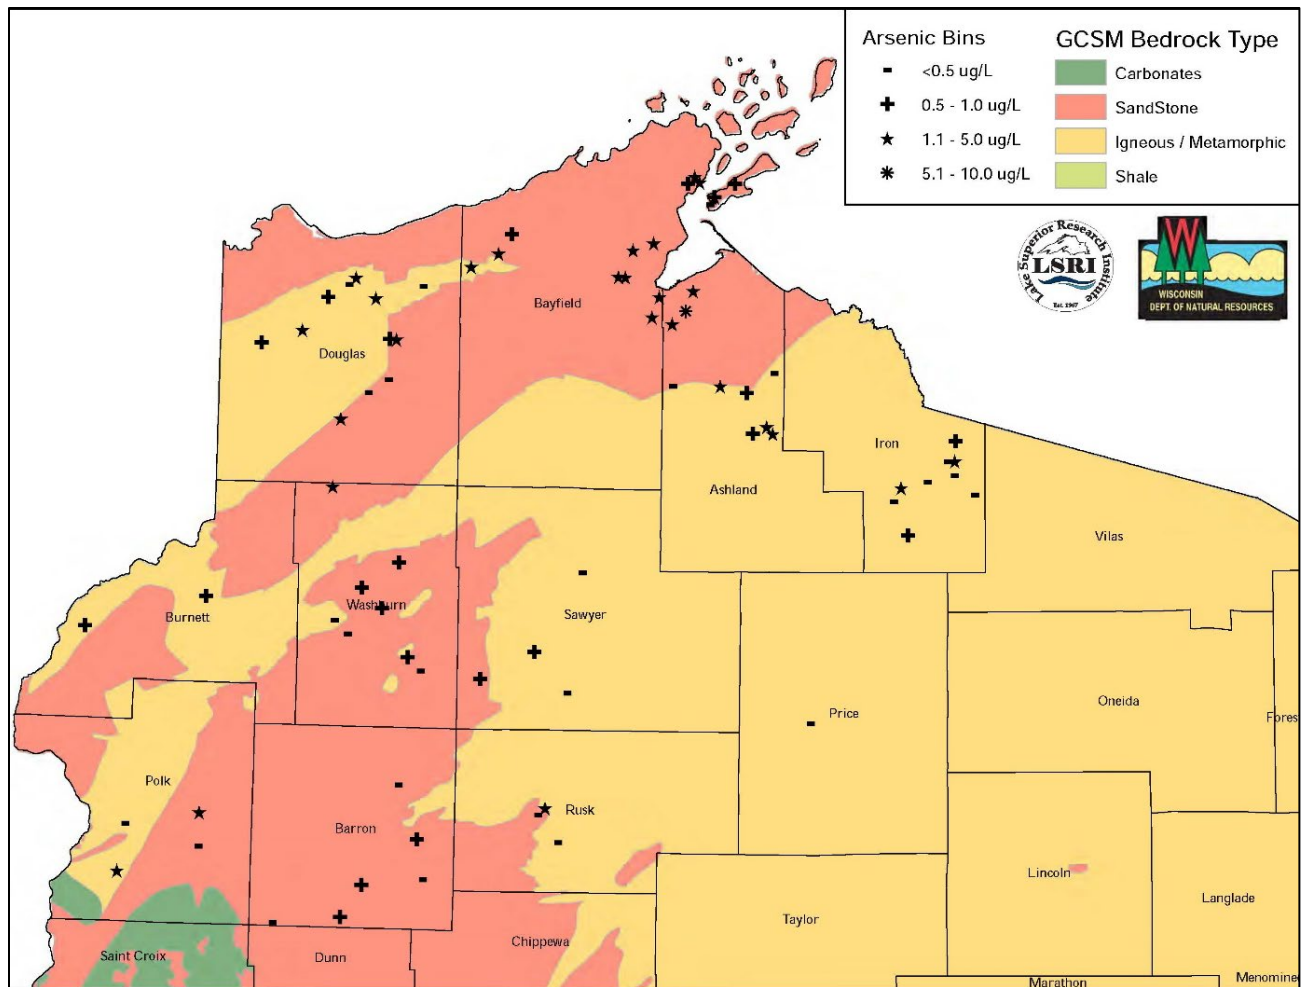 Arsenic Bins
<0.5 ug/L
0.5 - 1.0 ug/L
1.1 - 5.0 ug/L
5.1 - 10.0 ug/L
GCSM Bedrock Type
Carbonates
SandStone
Igneous / Metamorphic
Shale
Lake Superior Research Institute
LSRI
Est. 1967
W
WISCONSIN
DEPT. OF NATURAL RESOURCES
Bayfield
Douglas
Iron
Ashland
Vilas
Washburn
Burnett
Sawyer
Oneida
Price
Fores
Polk
Rusk
Barron
Lincoln
Langlade
Taylor
Chippewa
Saint Croix
Dunn
Marathon
Menomine